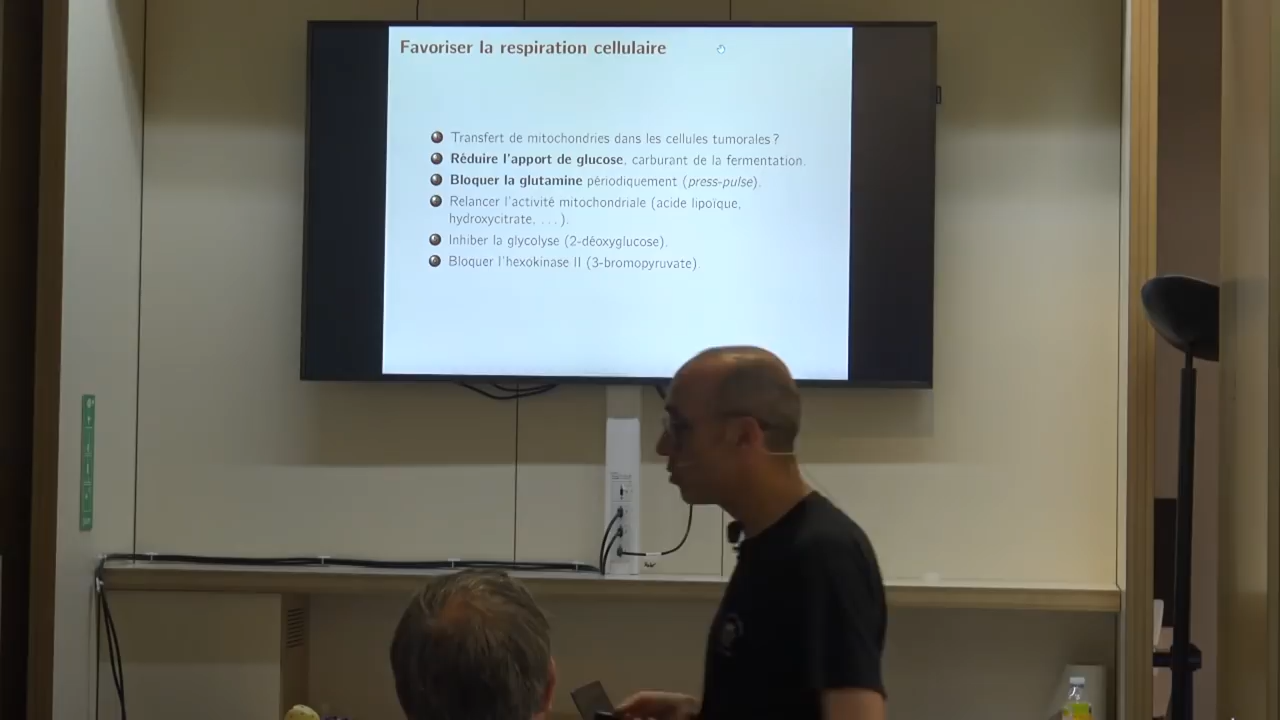 Favoriser la respiration cellulaire
Transfert de mitochondries dans les cellules tumorales ?
Réduire l'apport de glucose, carburant de la fermentation.
Bloquer la glutamine périodiquement (press-pulse).
Relancer l'activité mitochondriale (acide lipoïque,
hydroxycitrate, ...).
Inhiber la glycolyse (2-déoxyglucose).
Bloquer l'hexokinase II (3-bromopyruvate).